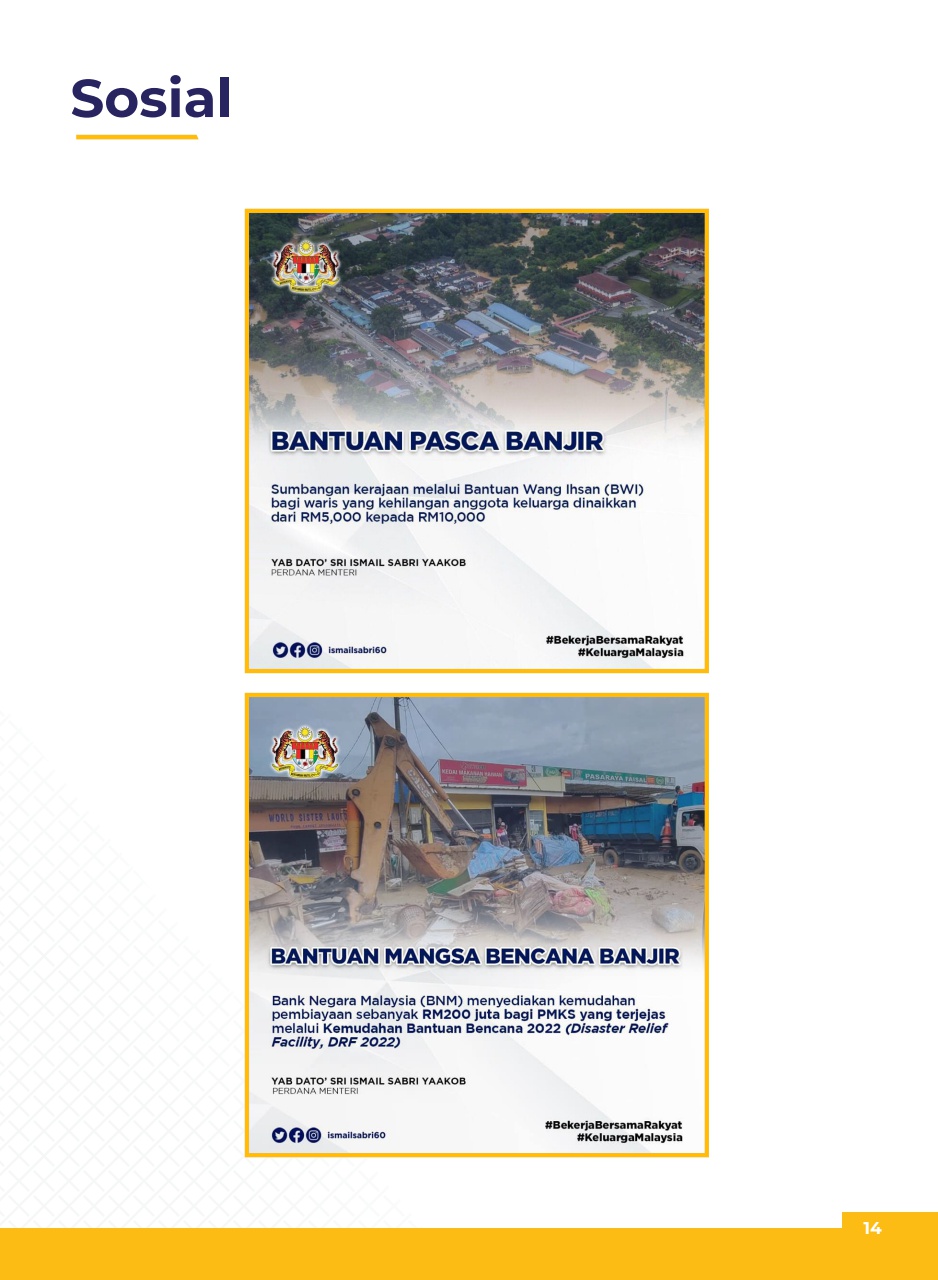 Sosial
BANTUAN PASCA BANJIR
Sumbangan kerajaan melalui Bantuan Wang Ihsan (BWI)
bagi waris yang kehilangan anggota keluarga dinaikkan
dari RM5,000 kepada RM10,000
YAB DATO' SRI ISMAIL SABRI YAAKOB
PERDANA MENTERI
ismailsabri60
#BekerjaBersamaRakyat
#KeluargaMalaysia
KEDAI MAKANAN
PASARAYA FAISAL
WORLD SISTER
BANTUAN MANGSA BENCANA BANJIR
Bank Negara Malaysia (BNM) menyediakan kemudahan
pembiayaan sebanyak RM200 juta bagi PMKS yang terjejas
melalui Kemudahan Bantuan Bencana 2022 (Disaster Relief
Facility, DRF 2022)
YAB DATO' SRI ISMAIL SABRI YAAKOB
PERDANA MENTERI
ismailsabri60
#BekerjaBersamaRakyat
#KeluargaMalaysia
14